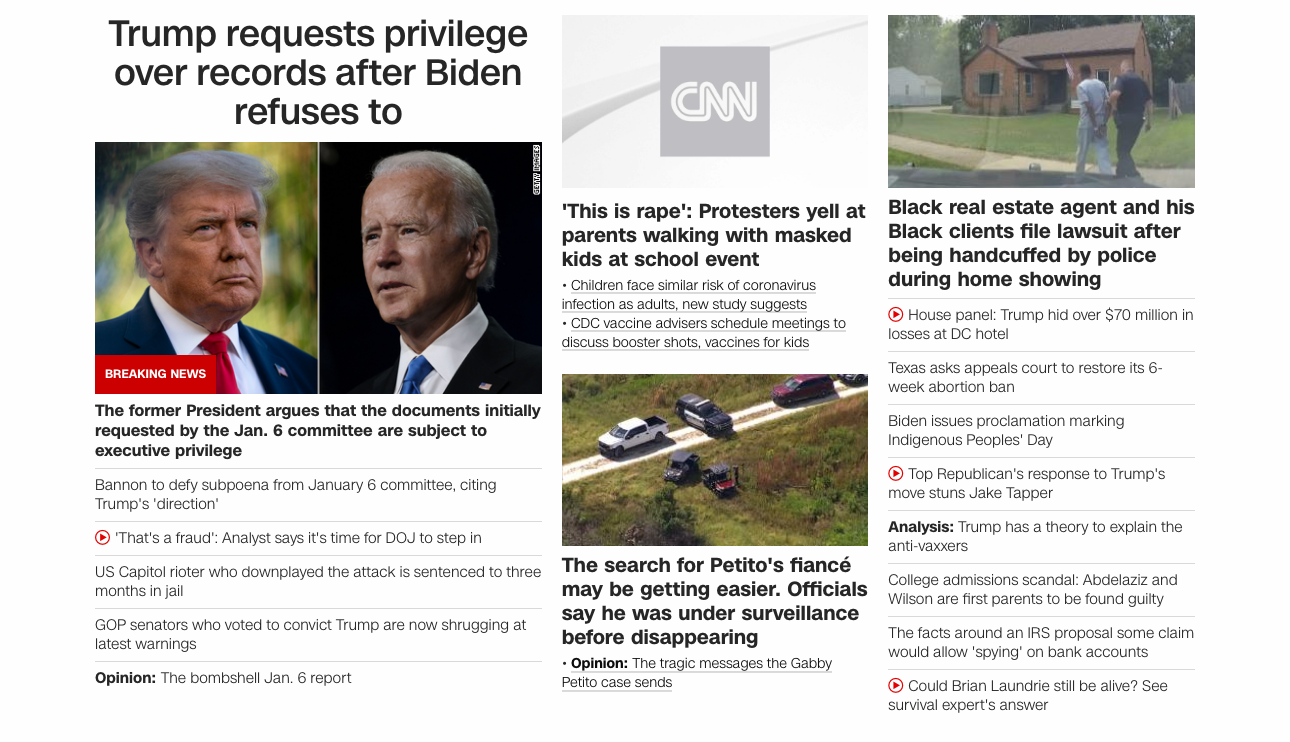 Trump requests privilege
over records after Biden
refuses to
GETTY IMAGES
BREAKING NEWS
The former President argues that the documents initially
requested by the Jan. 6 committee are subject to
executive privilege
Bannon to defy subpoena from January 6 committee, citing
Trump's 'direction'
'That's a fraud': Analyst says it's time for DOJ to step in
US Capitol rioter who downplayed the attack is sentenced to three
months in jail
GOP senators who voted to convict Trump are now shrugging at
latest warnings
Opinion: The bombshell Jan. 6 report
CNN
'This is rape': Protesters yell at
parents walking with masked
kids at school event
• Children face similar risk of coronavirus
infection as adults, new study suggests
• CDC vaccine advisers schedule meetings to
discuss booster shots, vaccines for kids
The search for Petito's fiancé
may be getting easier. Officials
say he was under surveillance
before disappearing
• Opinion: The tragic messages the Gabby
Petito case sends
Black real estate agent and his
Black clients file lawsuit after
being handcuffed by police
during home showing
House panel: Trump hid over $70 million in
losses at DC hotel
Texas asks appeals court to restore its 6-
week abortion ban
Biden issues proclamation marking
Indigenous Peoples' Day
Top Republican's response to Trump's
move stuns Jake Tapper
Analysis: Trump has a theory to explain the
anti-vaxxers
College admissions scandal: Abdelaziz and
Wilson are first parents to be found guilty
The facts around an IRS proposal some claim
would allow 'spying' on bank accounts
Could Brian Laundrie still be alive? See
survival expert's answer